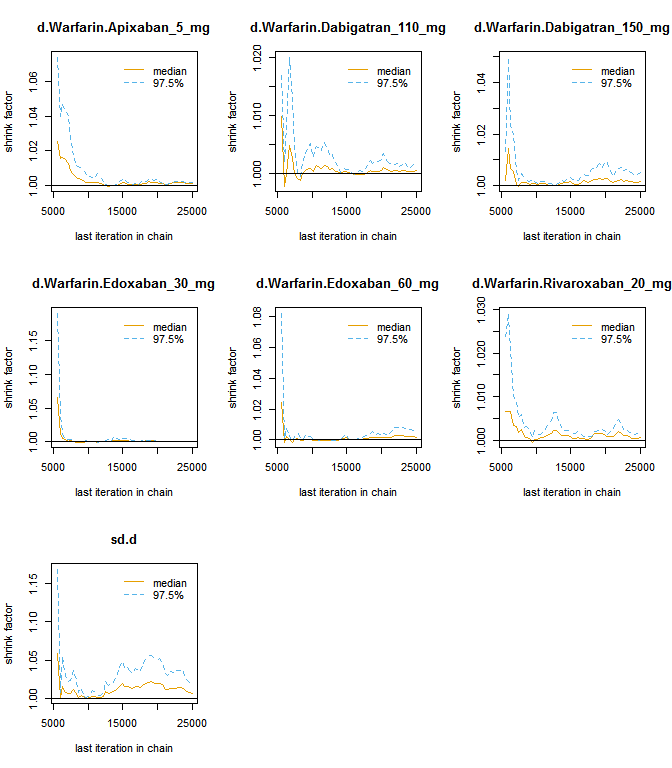 d.Warfarin.Apixaban_5_mg
shrink factor
1.00 1.02 1.04 1.06
median
97.5%
5000 15000 25000
last iteration in chain
d.Warfarin.Dabigatran_110_mg
shrink factor
1.000 1.010 1.020
median
97.5%
5000 15000 25000
last iteration in chain
d.Warfarin.Dabigatran_150_mg
shrink factor
1.00 1.02 1.04
median
97.5%
5000 15000 25000
last iteration in chain
d.Warfarin.Edoxaban_30_mg
shrink factor
1.00 1.05 1.10 1.15
median
97.5%
5000 15000 25000
last iteration in chain
d.Warfarin.Edoxaban_60_mg
shrink factor
1.00 1.02 1.04 1.06 1.08
median
97.5%
5000 15000 25000
last iteration in chain
d.Warfarin.Rivaroxaban_20_mg
shrink factor
1.000 1.010 1.020 1.030
median
97.5%
5000 15000 25000
last iteration in chain
sd.d
shrink factor
1.00 1.05 1.10 1.15
median
97.5%
5000 15000 25000
last iteration in chain